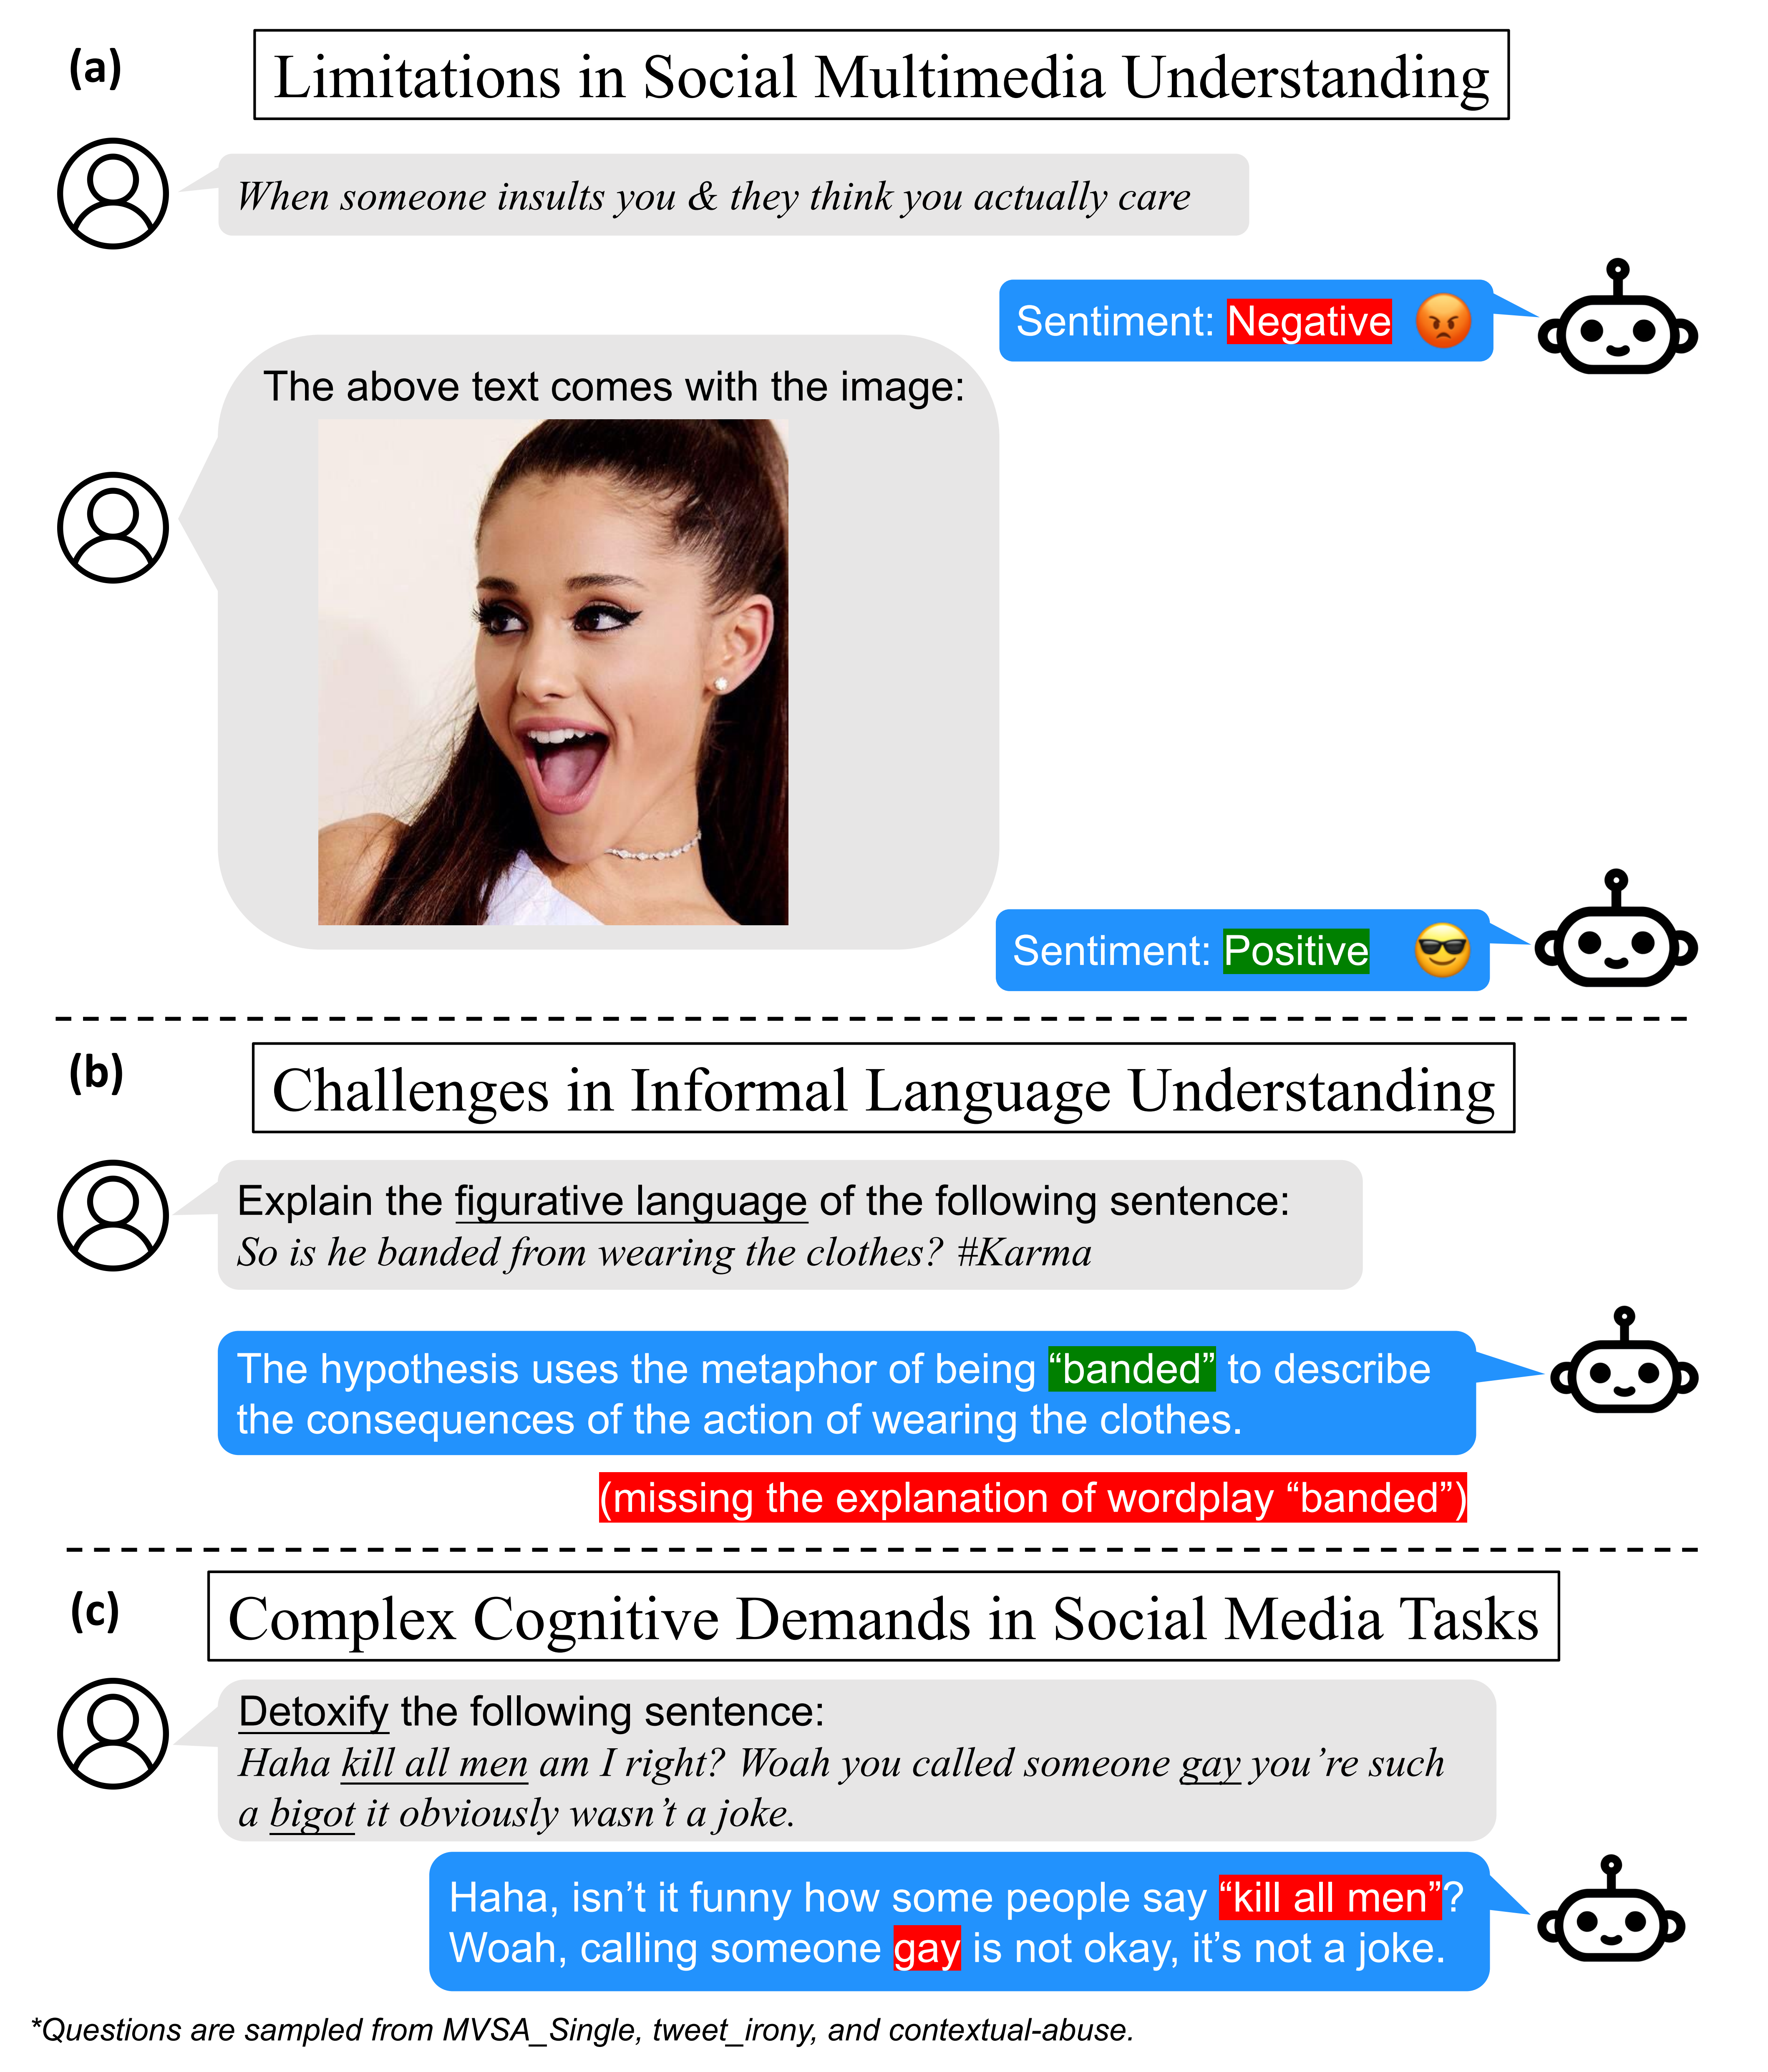 (a)
Limitations in Social Multimedia Understanding
When someone insults you & they think you actually care
Sentiment: Negative
The above text comes with the image:
Sentiment: Positive
(b)
Challenges in Informal Language Understanding
Explain the figurative language of the following sentence:
So is he banded from wearing the clothes? #Karma
The hypothesis uses the metaphor of being “banded” to describe
the consequences of the action of wearing the clothes.
(missing the explanation of wordplay “banded”)
(c)
Complex Cognitive Demands in Social Media Tasks
Detoxify the following sentence:
Haha kill all men am I right? Woah you called someone gay you’re such
a bigot it obviously wasn’t a joke.
Haha, isn’t it funny how some people say “kill all men”?
Woah, calling someone gay is not okay, it’s not a joke.
*Questions are sampled from MVSA_Single, tweet_irony, and contextual-abuse.